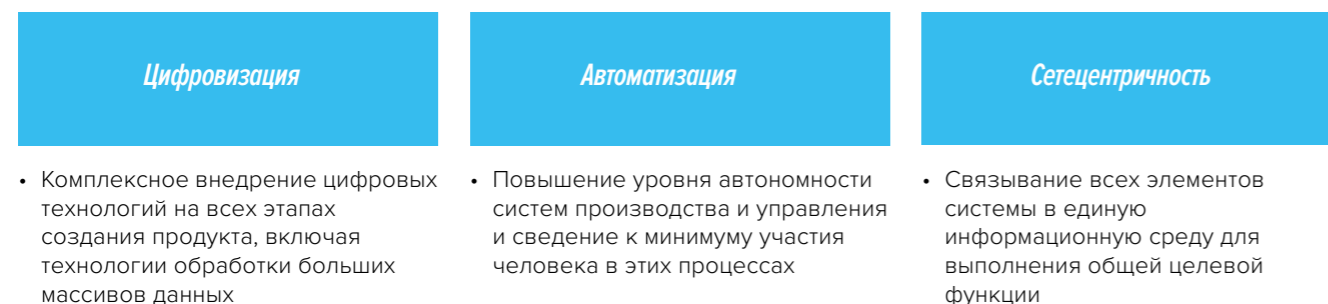 Цифровизация
• Комплексное внедрение цифровых
технологий на всех этапах
создания продукта, включая
технологии обработки больших
массивов данных
Автоматизация
• Повышение уровня автономности
систем производства и управления
и сведение к минимуму участия
человека в этих процессах
Сетецентричность
• Связывание всех элементов
системы в единую
информационную среду для
выполнения общей целевой
функции